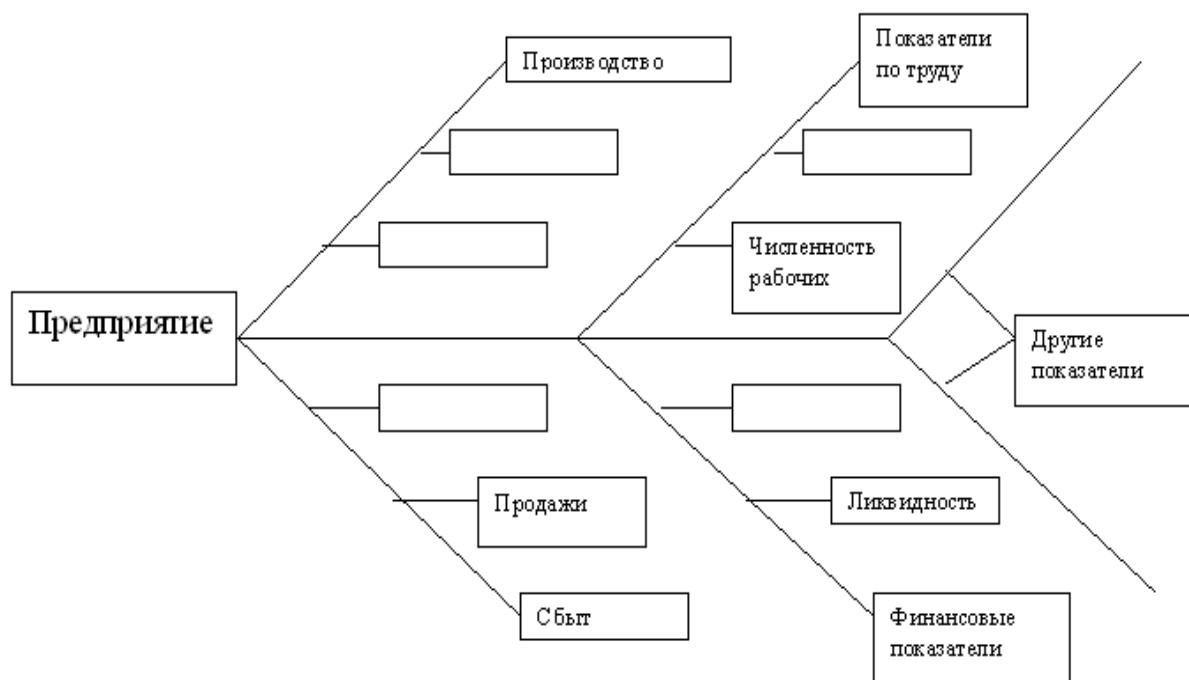 Производство
Показатели
по труду
Численность
рабочих
Предприятие
Другие
показатели
Продажи
Ликвидность
Сбыт
Финансовые
показатели